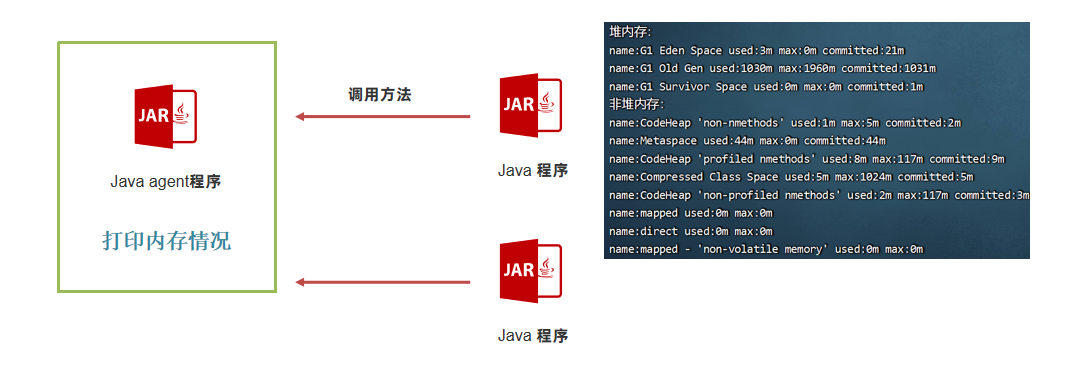 JAR
Java agent程序
打印内存情况
调用方法
JAR
Java 程序
JAR
Java 程序
堆内存:
name:G1 Eden Space used:3m max:0m committed:21m
name:G1 Old Gen used:1030m max:1960m committed:1031m
name:G1 Survivor Space used:0m max:0m committed:1m
非堆内存:
name:CodeHeap 'non-nmethods' used:1m max:5m committed:2m
name:Metaspace used:44m max:0m committed:44m
name:CodeHeap 'profiled nmethods' used:8m max:117m committed:9m
name:Compressed Class Space used:5m max:1024m committed:5m
name:CodeHeap 'non-profiled nmethods' used:2m max:117m committed:3m
name:mapped used:0m max:0m
name:direct used:0m max:0m
name:mapped - 'non-volatile memory' used:0m max:0m